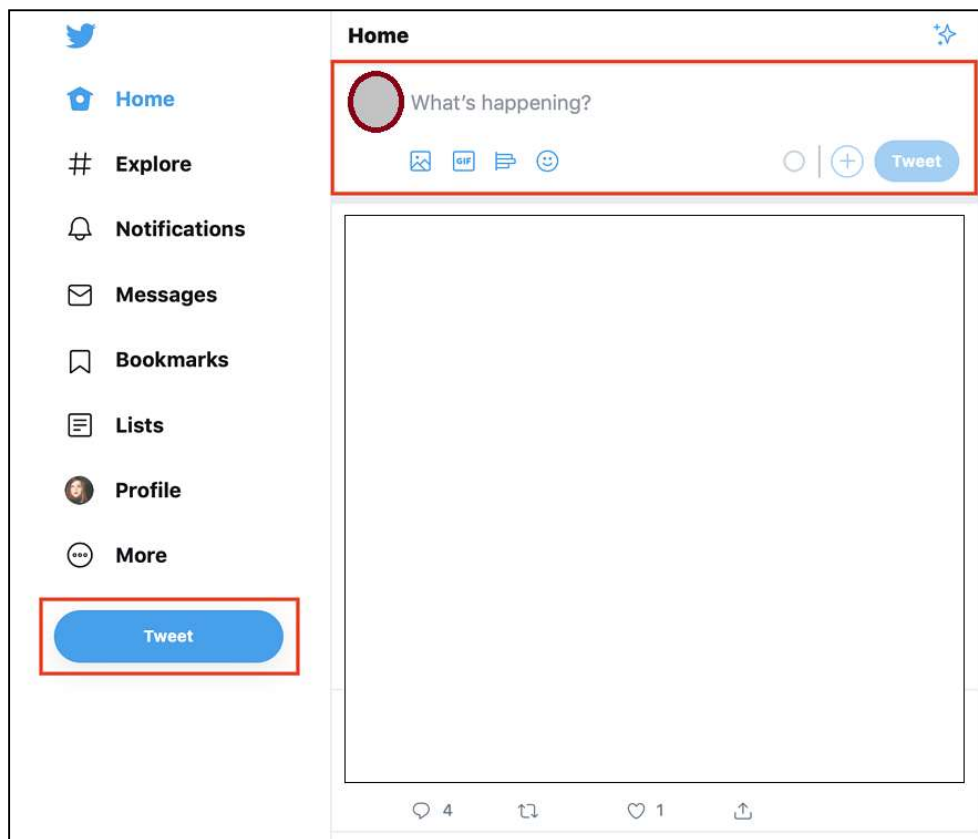 Home
Home
What's happening?
GIF
Tweet
Explore
Notifications
Messages
Bookmarks
Lists
Profile
More
Tweet
4
1